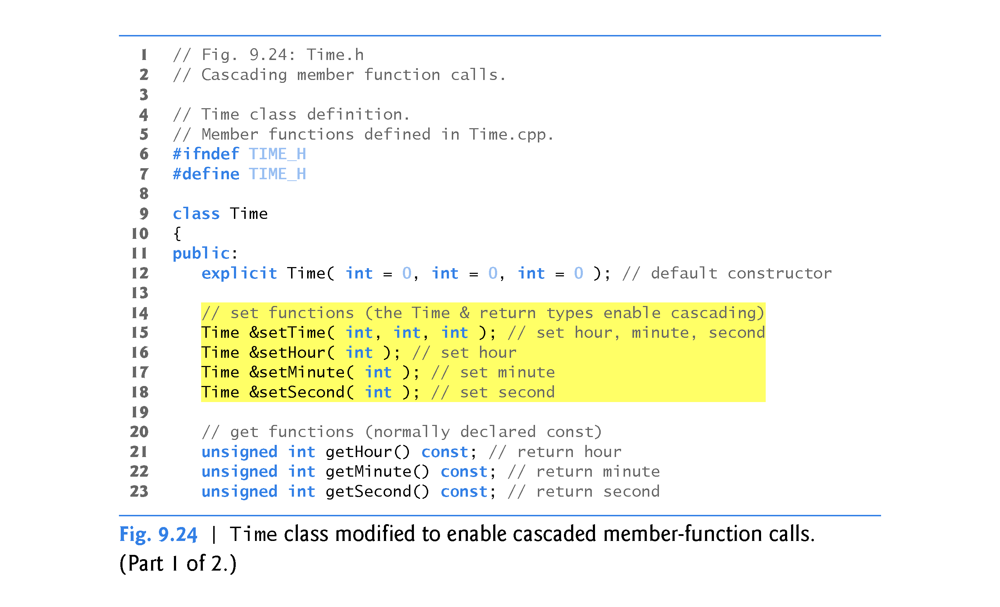 1 // Fig. 9.24: Time.h
2 // Cascading member function calls.
3
4 // Time class definition.
5 // Member functions defined in Time.cpp.
6 #ifndef TIME_H
7 #define TIME_H
8
9 class Time
10 {
11 public:
12 explicit Time( int = 0, int = 0, int = 0 ); // default constructor
13
14 // set functions (the Time & return types enable cascading)
15 Time &setTime( int, int, int ); // set hour, minute, second
16 Time &setHour( int ); // set hour
17 Time &setMinute( int ); // set minute
18 Time &setSecond( int ); // set second
19
20 // get functions (normally declared const)
21 unsigned int getHour() const; // return hour
22 unsigned int getMinute() const; // return minute
23 unsigned int getSecond() const; // return second
Fig. 9.24 | Time class modified to enable cascaded member-function calls.
(Part 1 of 2.)